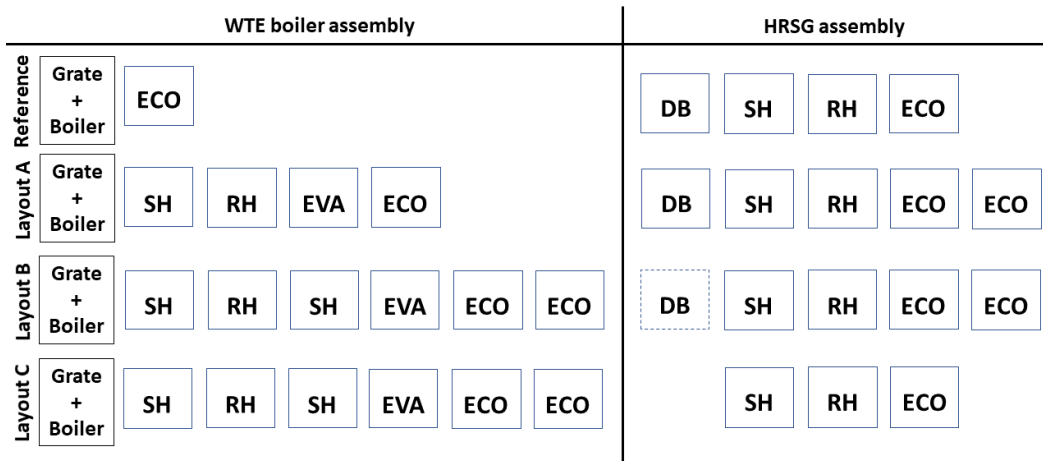 WTE boiler assembly
HRSG assembly
Reference
Grate
+
Boiler
ECO
DB
SH
RH
ECO
Layout A
Grate
+
Boiler
SH
RH
EVA
ECO
DB
SH
RH
ECO
ECO
Layout B
Grate
+
Boiler
SH
RH
SH
EVA
ECO
ECO
DB
SH
RH
ECO
ECO
Layout C
Grate
+
Boiler
SH
RH
SH
EVA
ECO
ECO
SH
RH
ECO